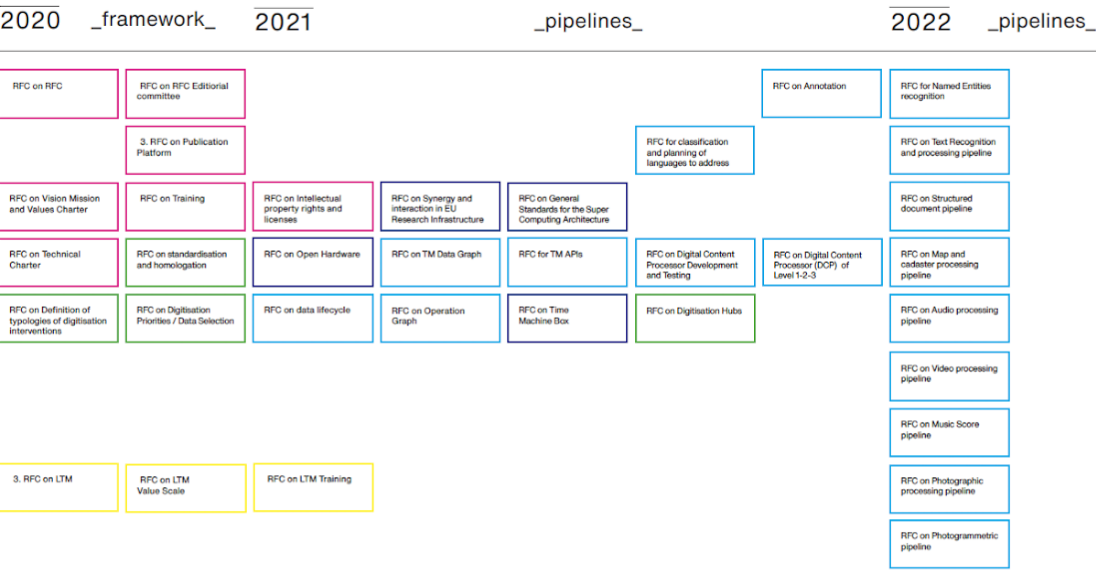 2020
_framework_
2021
_pipelines_
2022
_pipelines_
RFC on RFC
RFC on RFC Editiorial
committee
RFC on Annotation
RFC for Named Entities
recognition
3. RFC on Publication
Platform
RFC for classification
and planning of
languages to address
RFC on Text Recognition
and processing pipeline
RFC on Vision Mission
and Values Charter
RFC on Training
RFC on Intellectual
property rights and
licenses
RFC on Synergy and
interaction in EU
Research Infrastructure
RFC on General
Standards for the Super
Computing Architecture
RFC on Structured
document pipeline
RFC on Technical
Charter
RFC on standardisation
and homologation
RFC on Open Hardware
RFC on TM Data Graph
RFC for TM APIs
RFC on Digital Content
Processor Development
and Testing
RFC on Digital Content
Processor (DCP) of
Level 1-2-3
RFC on Map and
cadaster processing
pipeline
RFC on Definition of
typologies of digitisation
interventions
RFC on Digitisation
Priorities / Data Selection
RFC on data lifecycle
RFC on Operation
Graph
RFC on Time
Machine Box
RFC on Digitisation Hubs
RFC on Audio processing
pipeline
RFC on Video processing
pipeline
RFC on Music Score
pipeline
3. RFC on LTM
RFC on LTM
Value Scale
RFC on LTM Training
RFC on Photographic
processing pipeline
RFC on Photogrammetric
pipeline